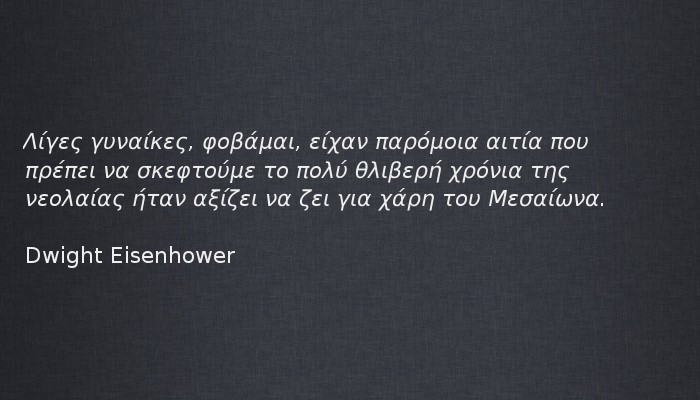 Λίγες γυναίκες, φοβάμαι, είχαν παρόμοια αιτία που
πρέπει να σκεφτούμε το πολύ θλιβερή χρόνια της
νεολαίας ήταν αξίζει να ζει για χάρη του Μεσαίωνα.
Dwight Eisenhower